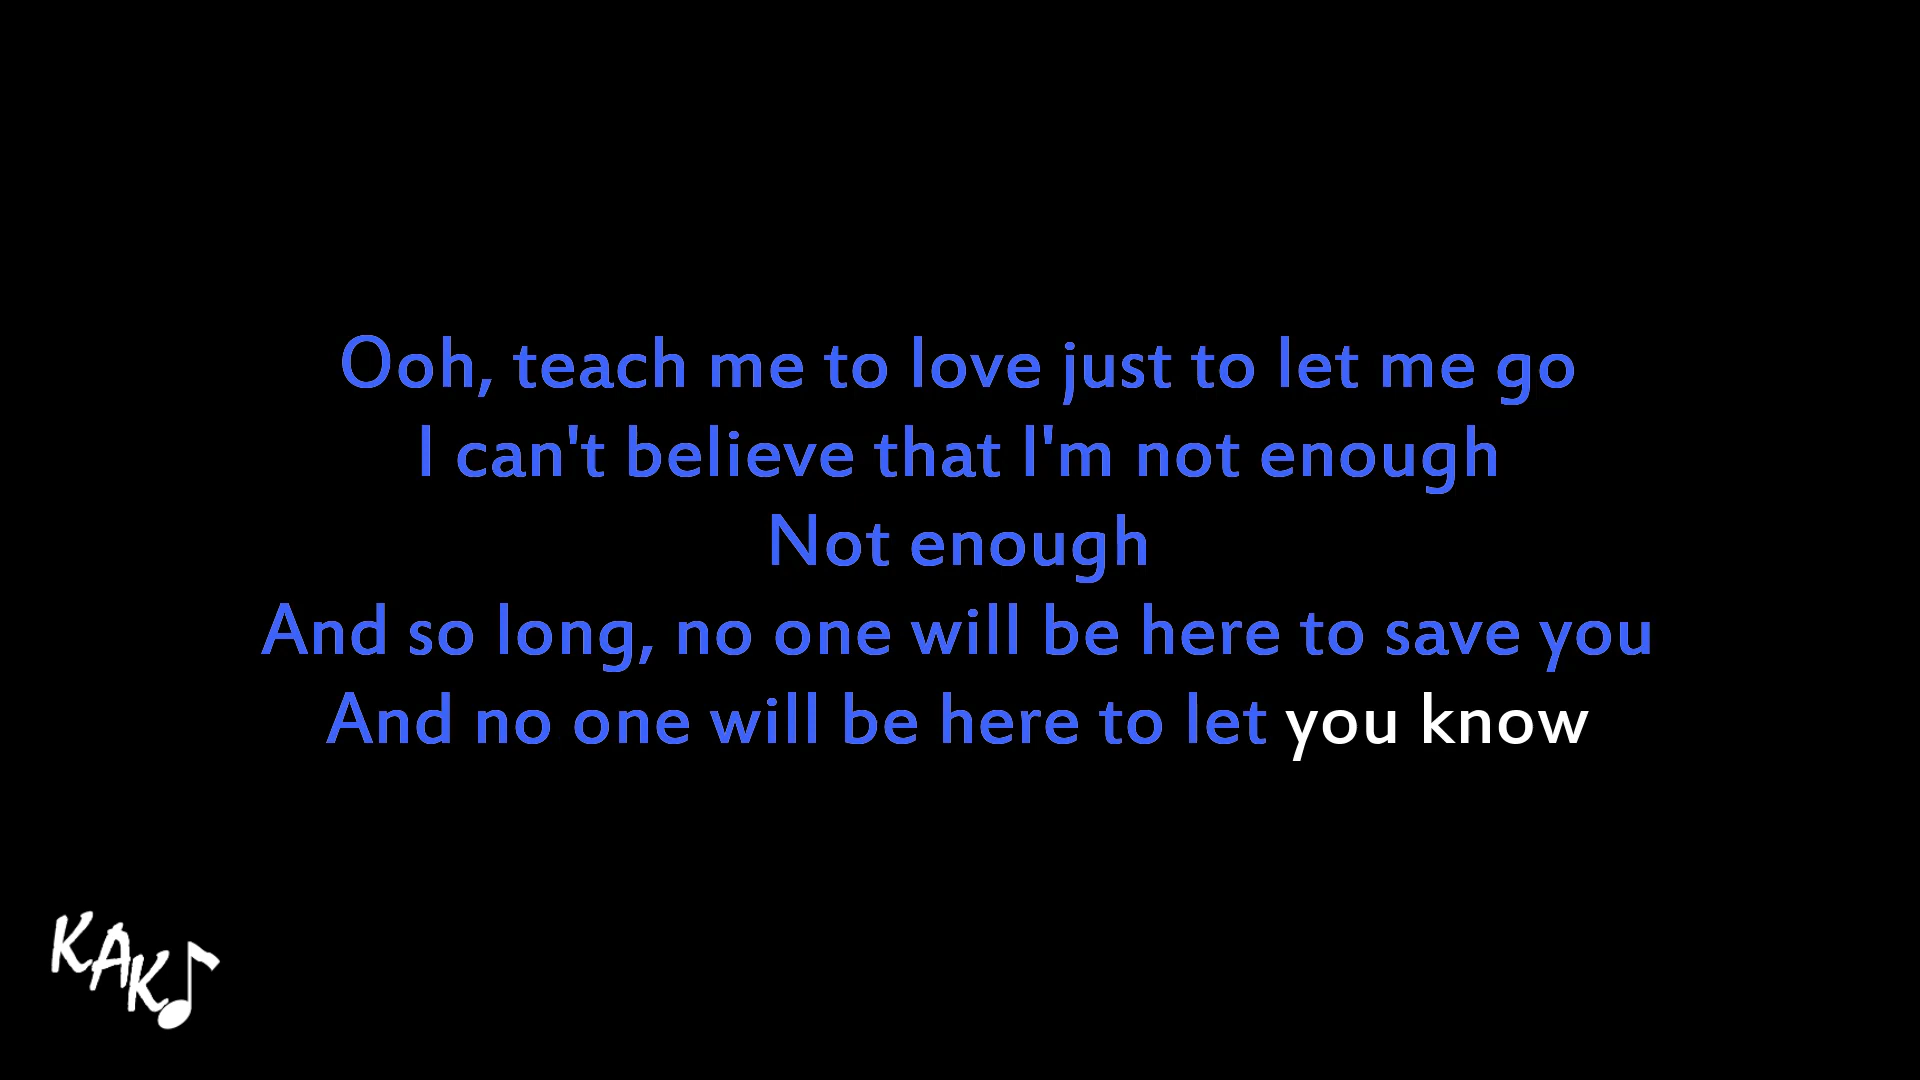 Ooh, teach me to love just to let me go
I can't believe that I'm not enough
Not enough
And so long, no one will be here to save you
And no one will be here to let you know
KAK